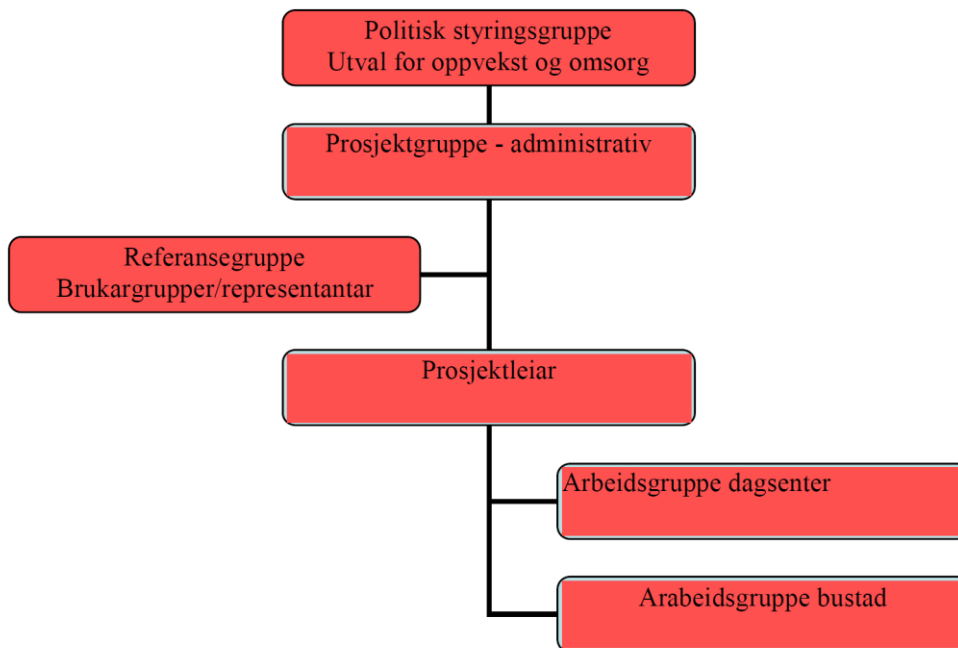 Politisk styringsgruppe
Utval for oppvekst og omsorg
Prosjektgruppe - administrativ
Referansegruppe
Brukargrupper/representantar
Prosjektleiar
Arbeidsgruppe dagsenter
Arabeidsgruppe bustad